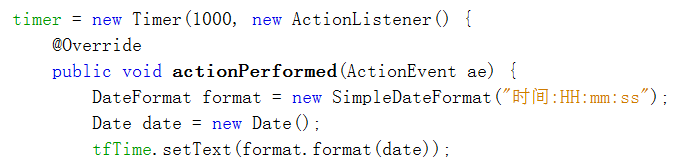 timer = new Timer(1000, new ActionListener() {
@Override
public void actionPerformed(ActionEvent ae) {
DateFormat format = new SimpleDateFormat("时间:HH:mm:ss");
Date date = new Date();
tfTime.setText(format.format(date));